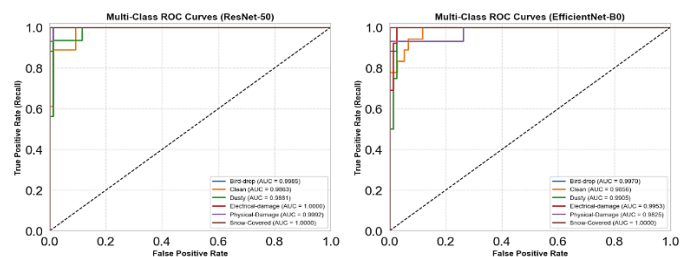 Multi-Class ROC Curves (ResNet-50)
True Positive Rate (Recall)
1.0
0.8
0.6
0.4
0.2
0.0
0.0 0.2 0.4 0.6 0.8 1.0
False Positive Rate
Bird-drop (AUC = 0.9985)
Clean (AUC = 0.9883)
Dusty (AUC = 0.9881)
Electrical-damage (AUC = 1.0000)
Physical-Damage (AUC = 0.9992)
Snow-Covered (AUC = 1.0000)
Multi-Class ROC Curves (EfficientNet-B0)
True Positive Rate (Recall)
1.0
0.8
0.6
0.4
0.2
0.0
0.0 0.2 0.4 0.6 0.8 1.0
False Positive Rate
Bird-drop (AUC = 0.9970)
Clean (AUC = 0.9856)
Dusty (AUC = 0.9905)
Electrical-damage (AUC = 0.9953)
Physical-Damage (AUC = 0.9825)
Snow-Covered (AUC = 1.0000)